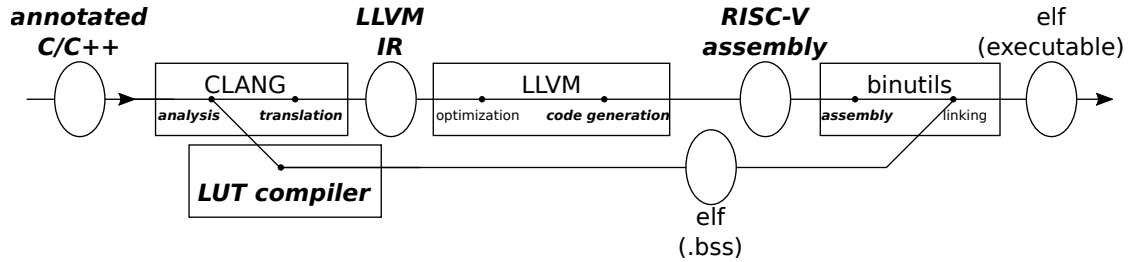 annotated
C/C++
LLVM
IR
RISC-V
assembly
elf
(executable)
CLANG
analysis
translation
LLVM
optimization
code generation
binutils
assembly
linking
LUT compiler
elf
(.bss)